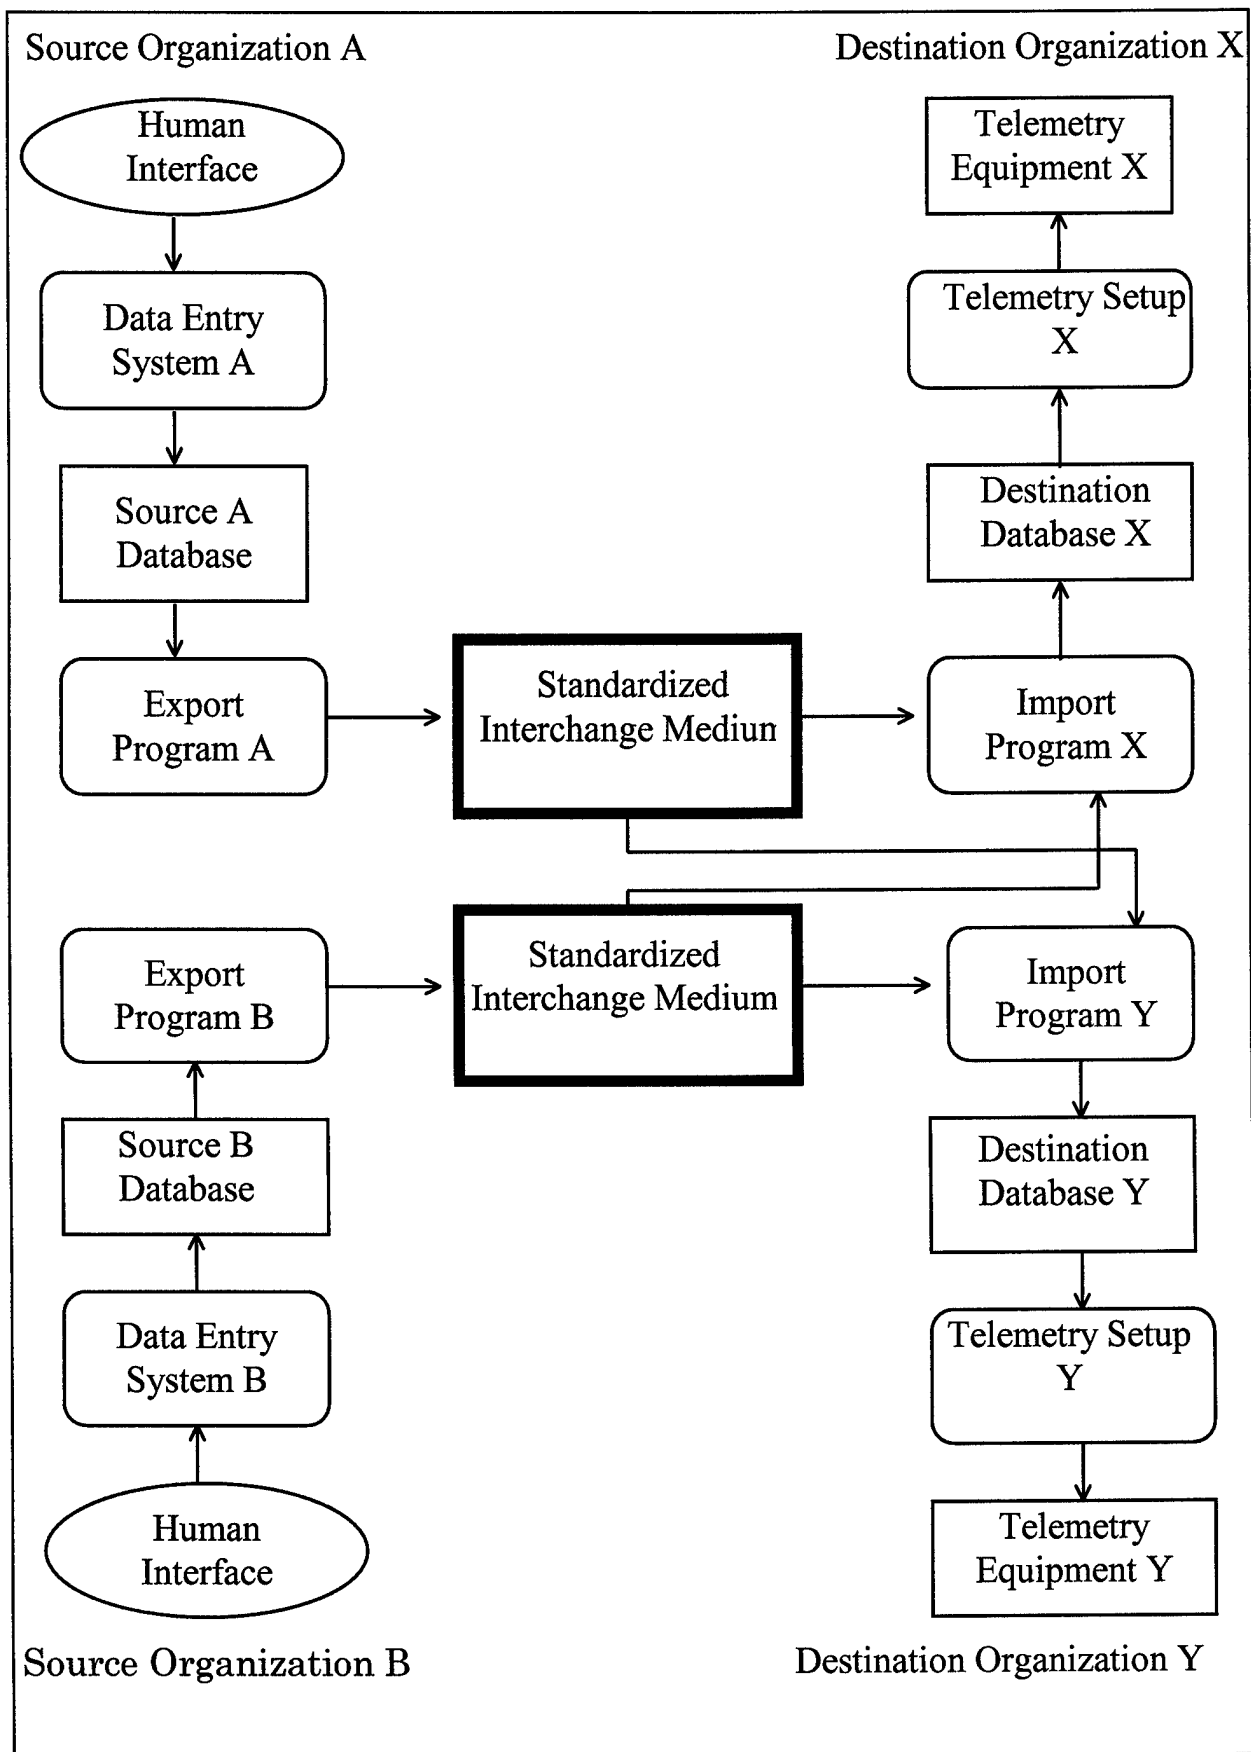 Source Organization A
Destination Organization X
Human
Interface
Telemetry
Equipment X
Data Entry
System A
Telemetry Setup
X
Source A
Database
Destination
Database X
Export
Program A
Standardized
Interchange Mediun
Import
Program X
Export
Program B
Standardized
Interchange Medium
Import
Program Y
Source B
Database
Destination
Database Y
Data Entry
System B
Telemetry Setup
Y
Human
Interface
Telemetry
Equipment Y
Source Organization B
Destination Organization Y